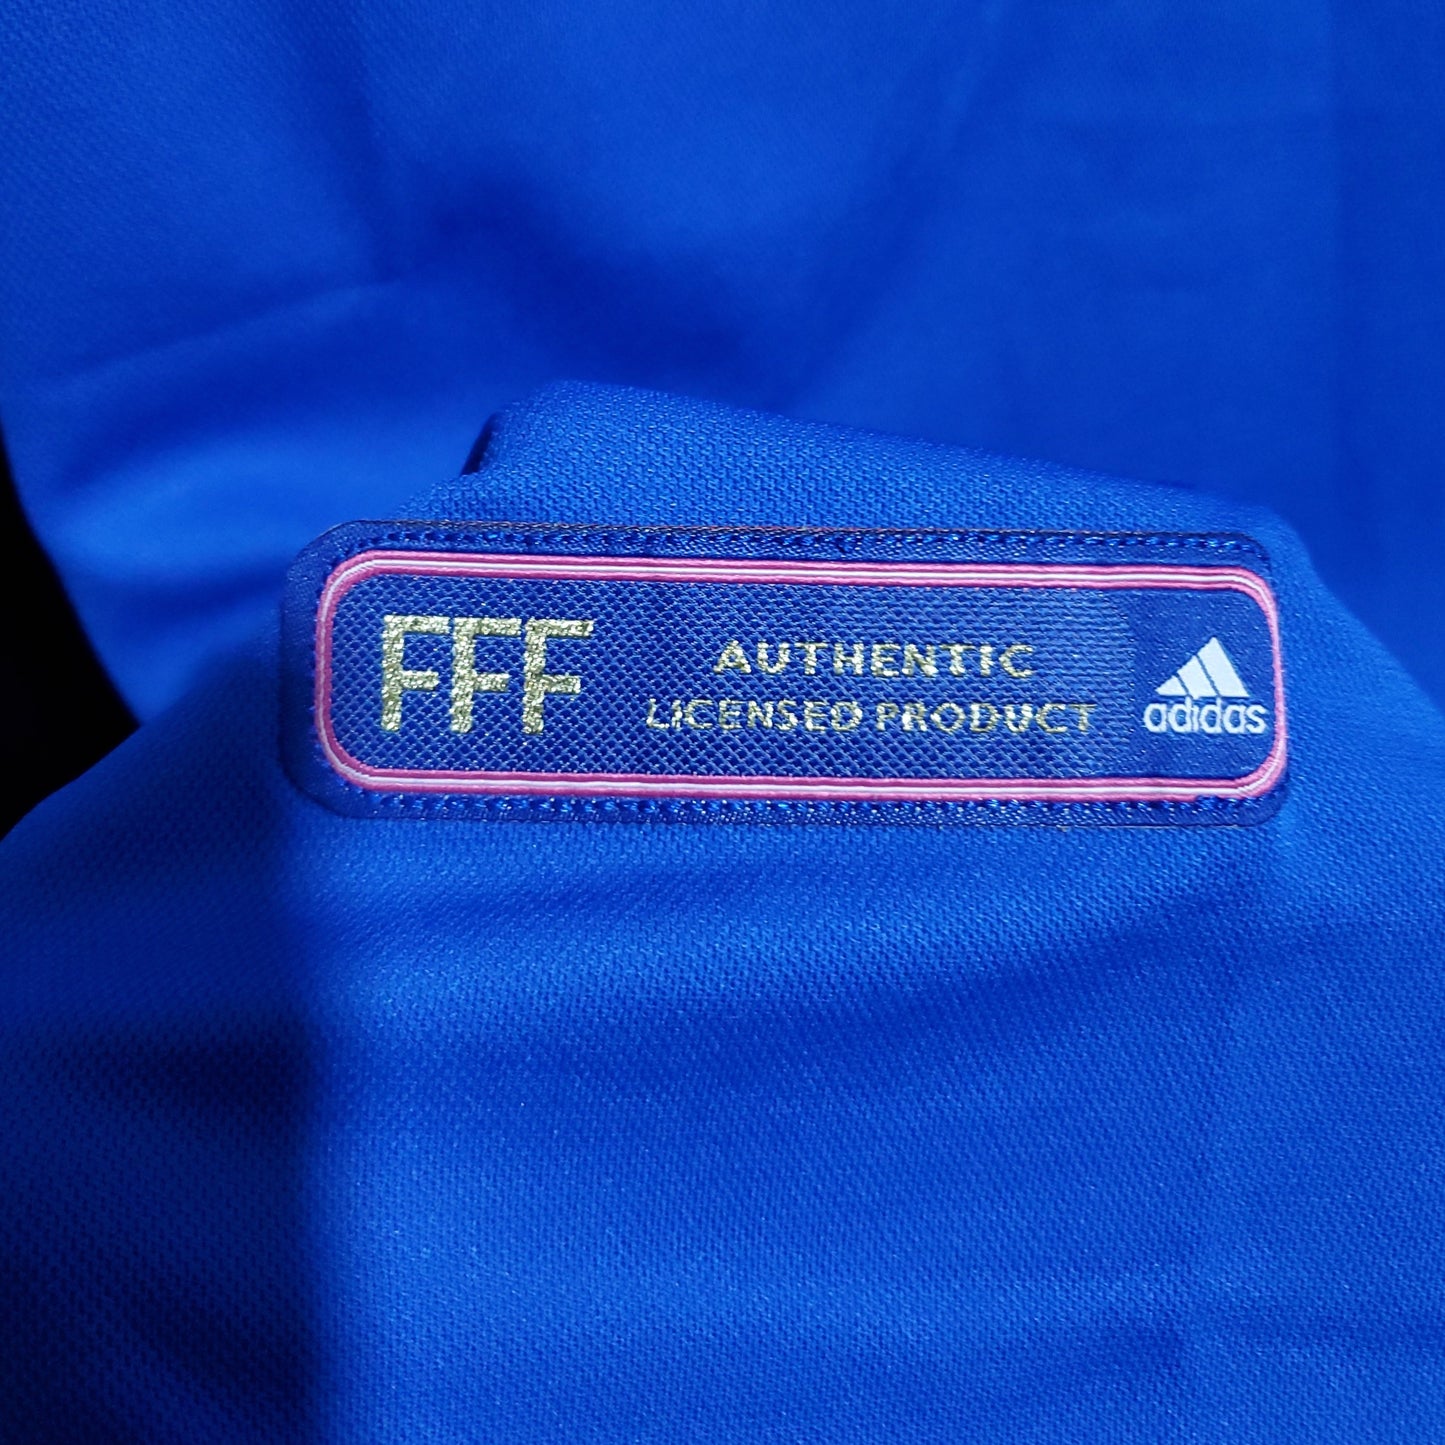 FFF
AUTHENTIC
LICENSED PRODUCT
adidas